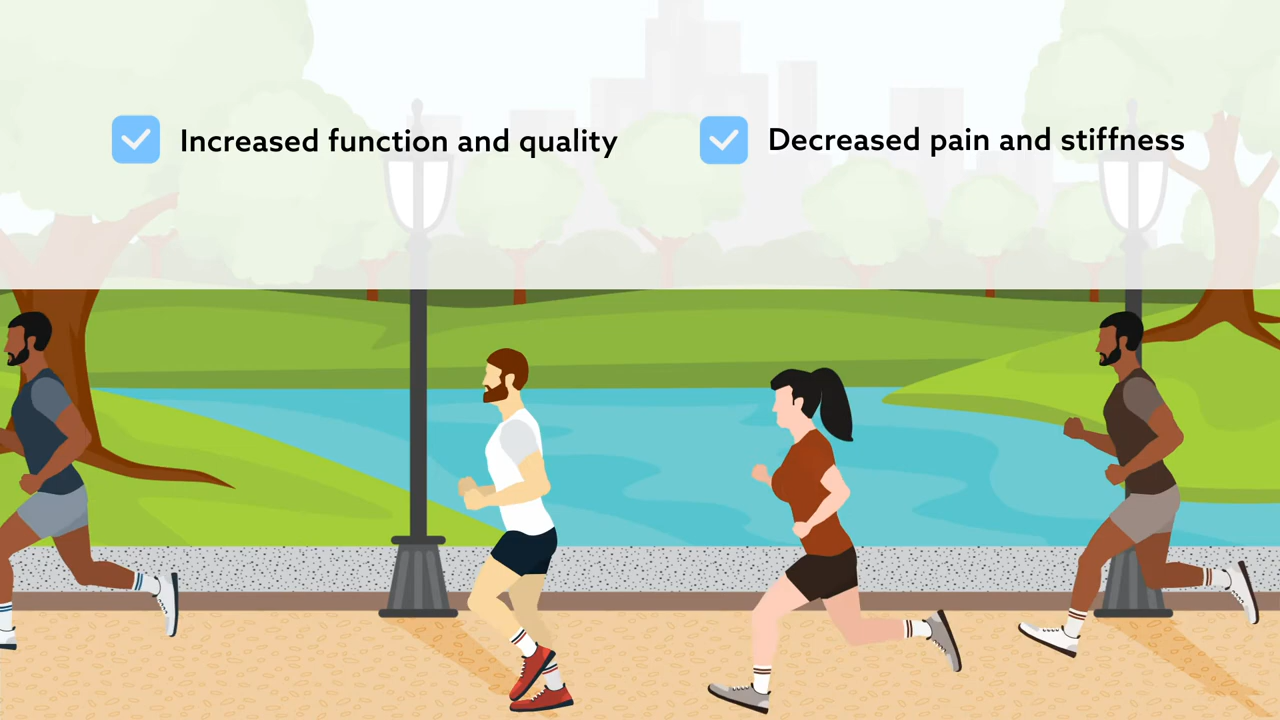 Increased function and quality
Decreased pain and stiffness